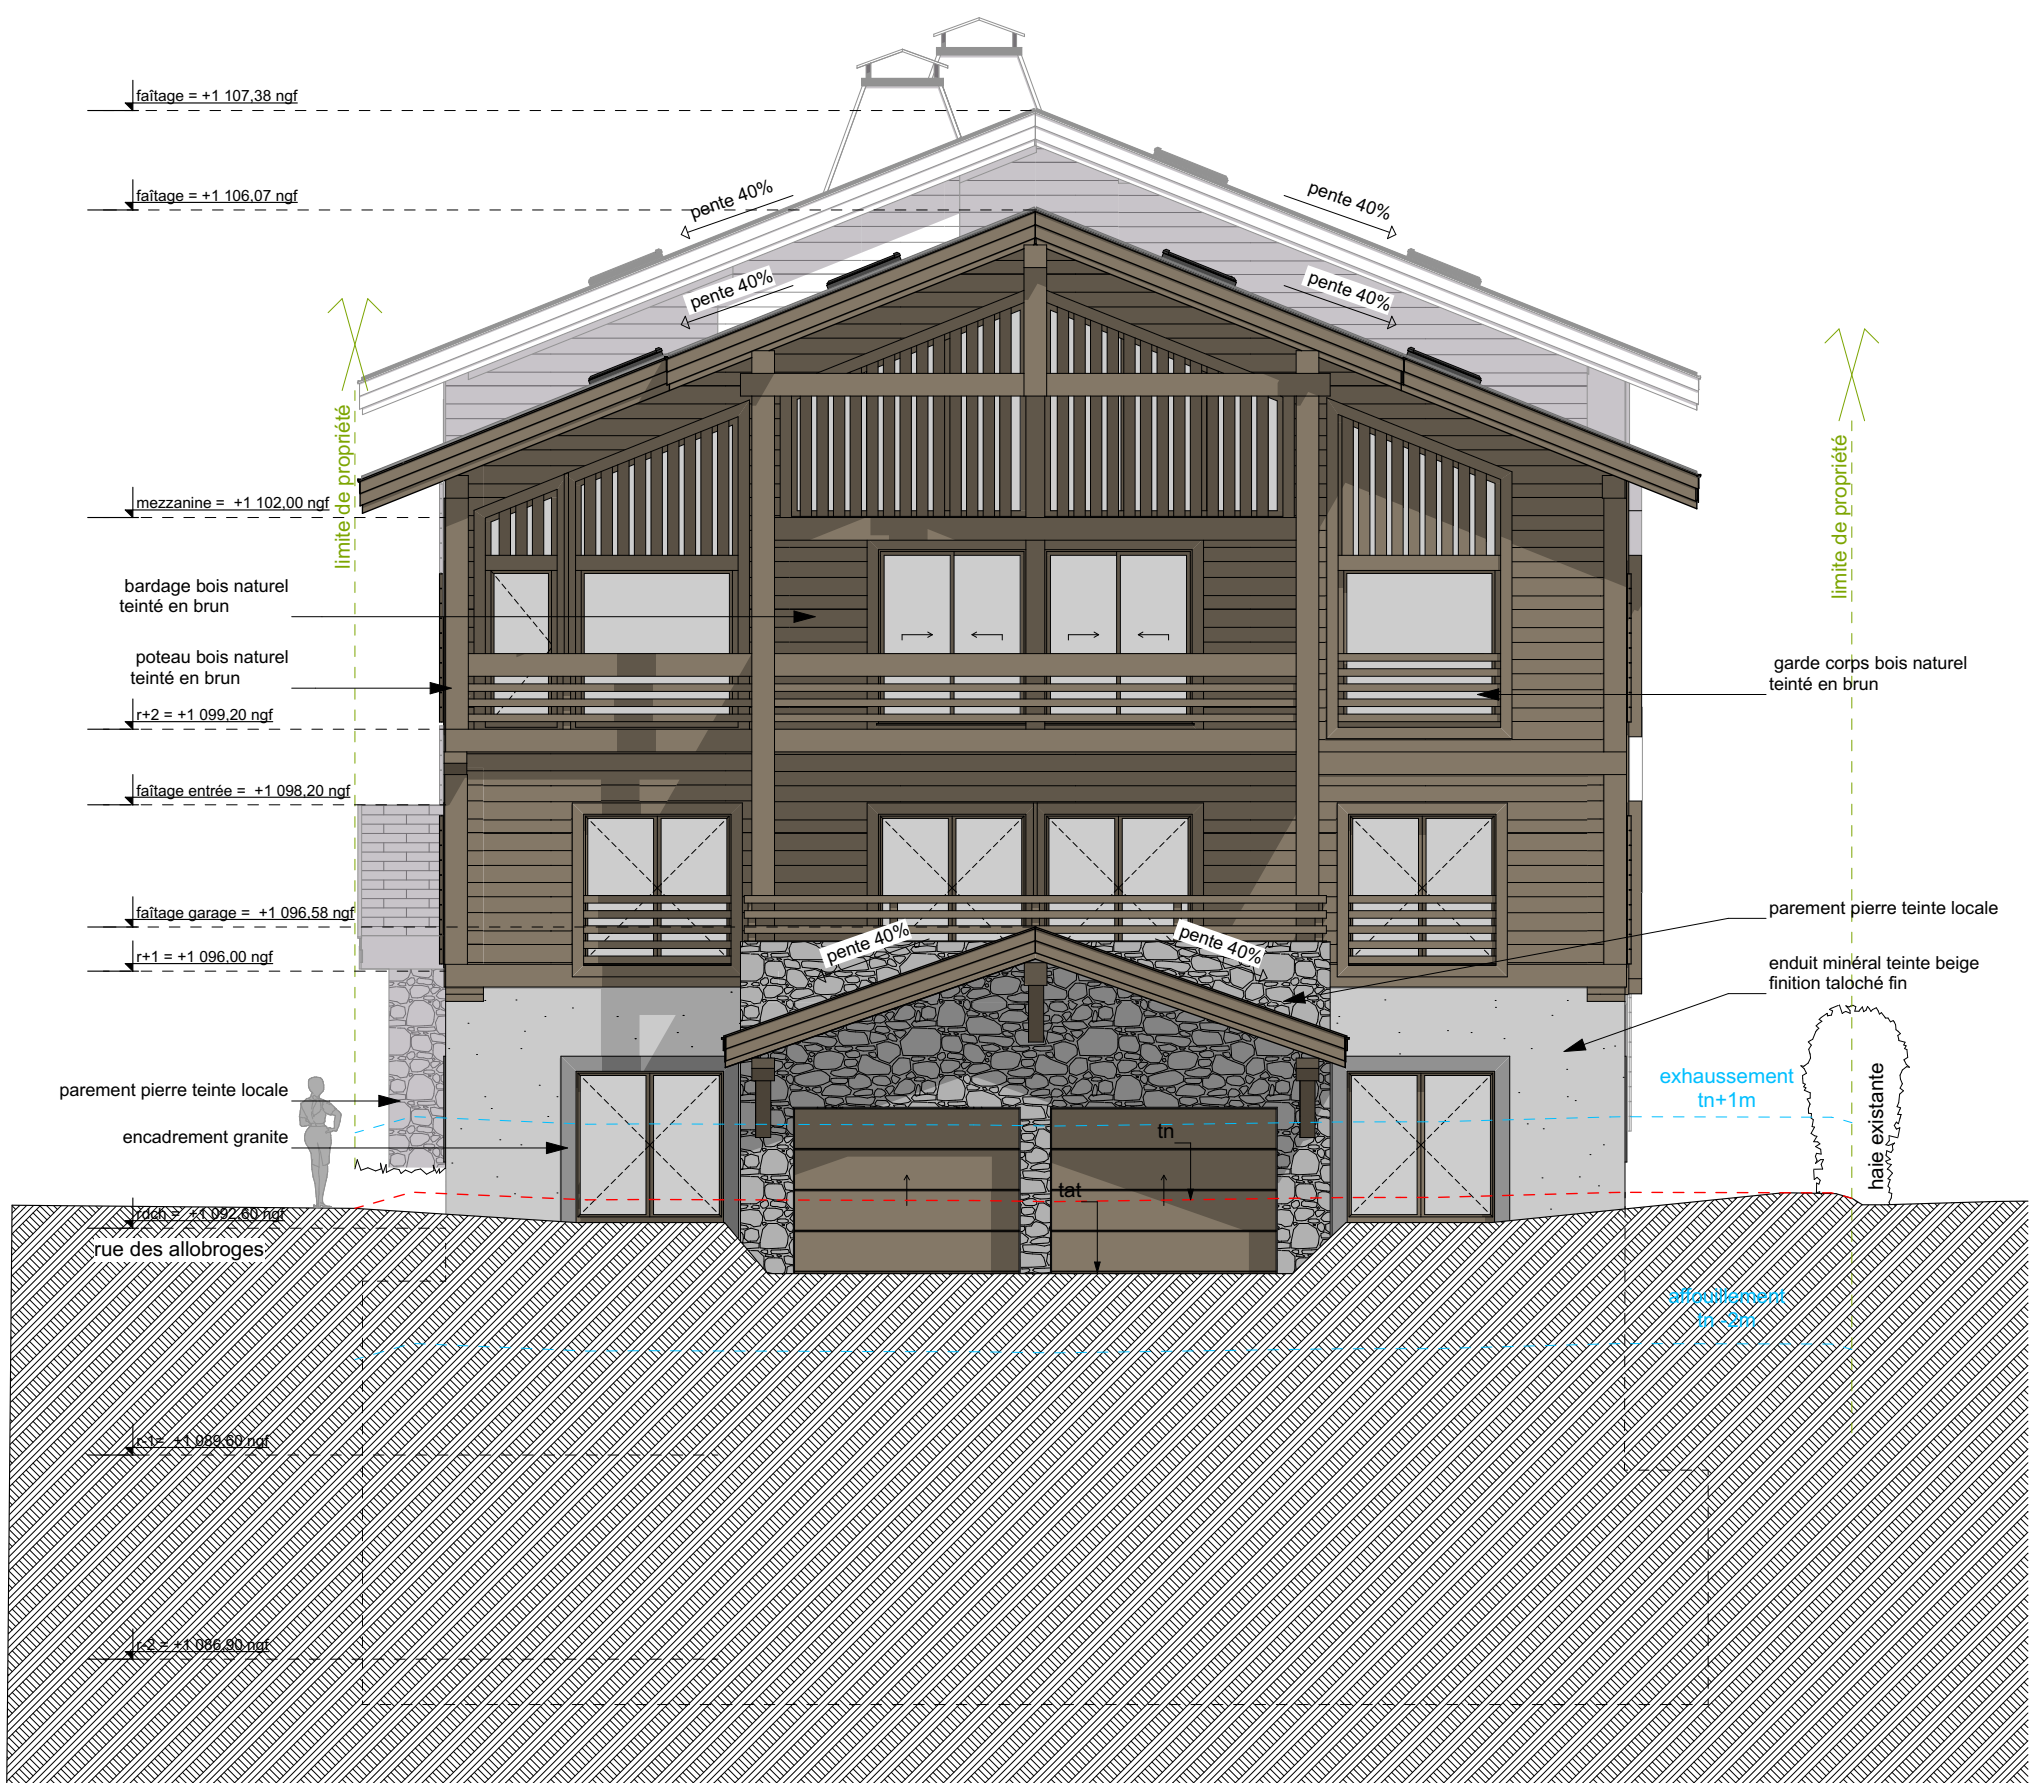 faîtage = +1 107,38 ngf
pente 40%
pente 40%
faîtage = +1 106,07 ngf
pente 40%
pente 40%
limite de propriété
limite de propriété
mezzanine = +1 102,00 ngf
bardage bois naturel
teinté en brun
poteau bois naturel
teinté en brun
garde corps bois naturel
teinté en brun
r+2 = +1 099,20 ngf
faîtage entrée = +1 098,20 ngf
faîtage garage = +1 096,58 ngf
parement pierre teinte locale
pente 40%
pente 40%
r+1 = +1 096,00 ngf
enduit minéral teinte beige
finition taloché fin
exhaussement
tn+1m
haie existante
parement pierre teinte locale
encadrement granite
tn
tat
rdch = +1 092,60 ngf
rue des allobroges
affouillement
tn -2m
r-1= +1 089,60 ngf
r-2 = +1 086,90 ngf